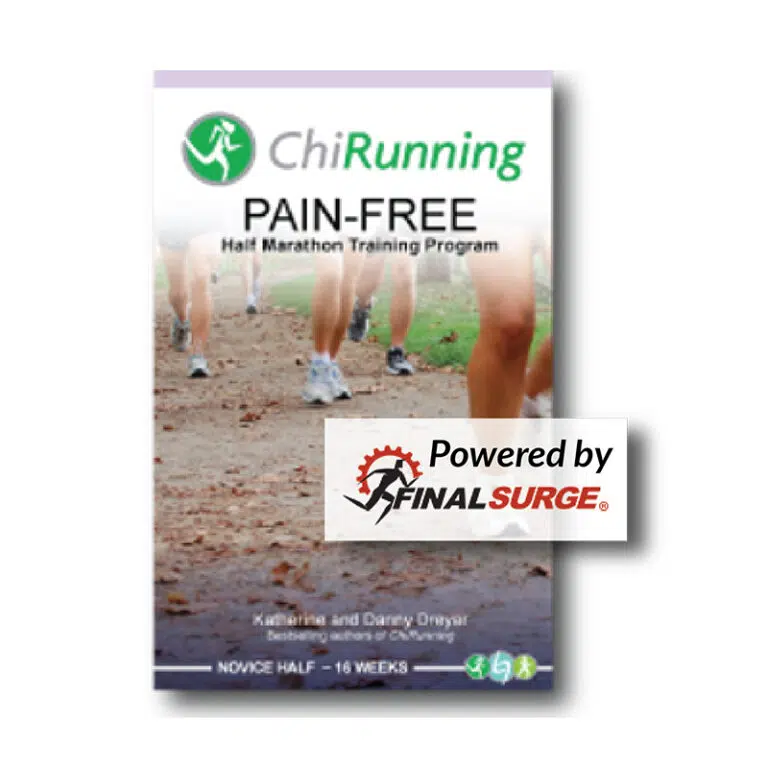 ChiRunning
PAIN-FREE
Half Marathon Training Program
Powered by
FINALSURGE®
Katherine and Danny Dreyer
Bestselling authors of ChiRunning
NOVICE HALF – 16 WEEKS